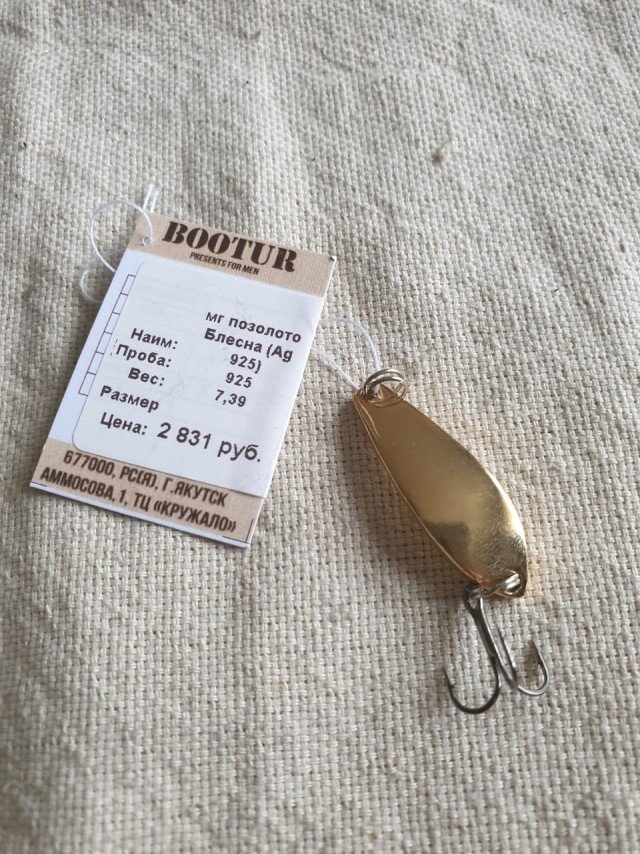 BOOTUR
PRESENTS FOR MEN
мг позолото
Наим: Блесна (Ag
925)
Проба: 925
Вес: 7,39
Размер
Цена: 2 831 руб.
677000, РС(Я), Г.ЯКУТСК
АММОСОВА, 1, ТЦ «КРУЖАЛО»